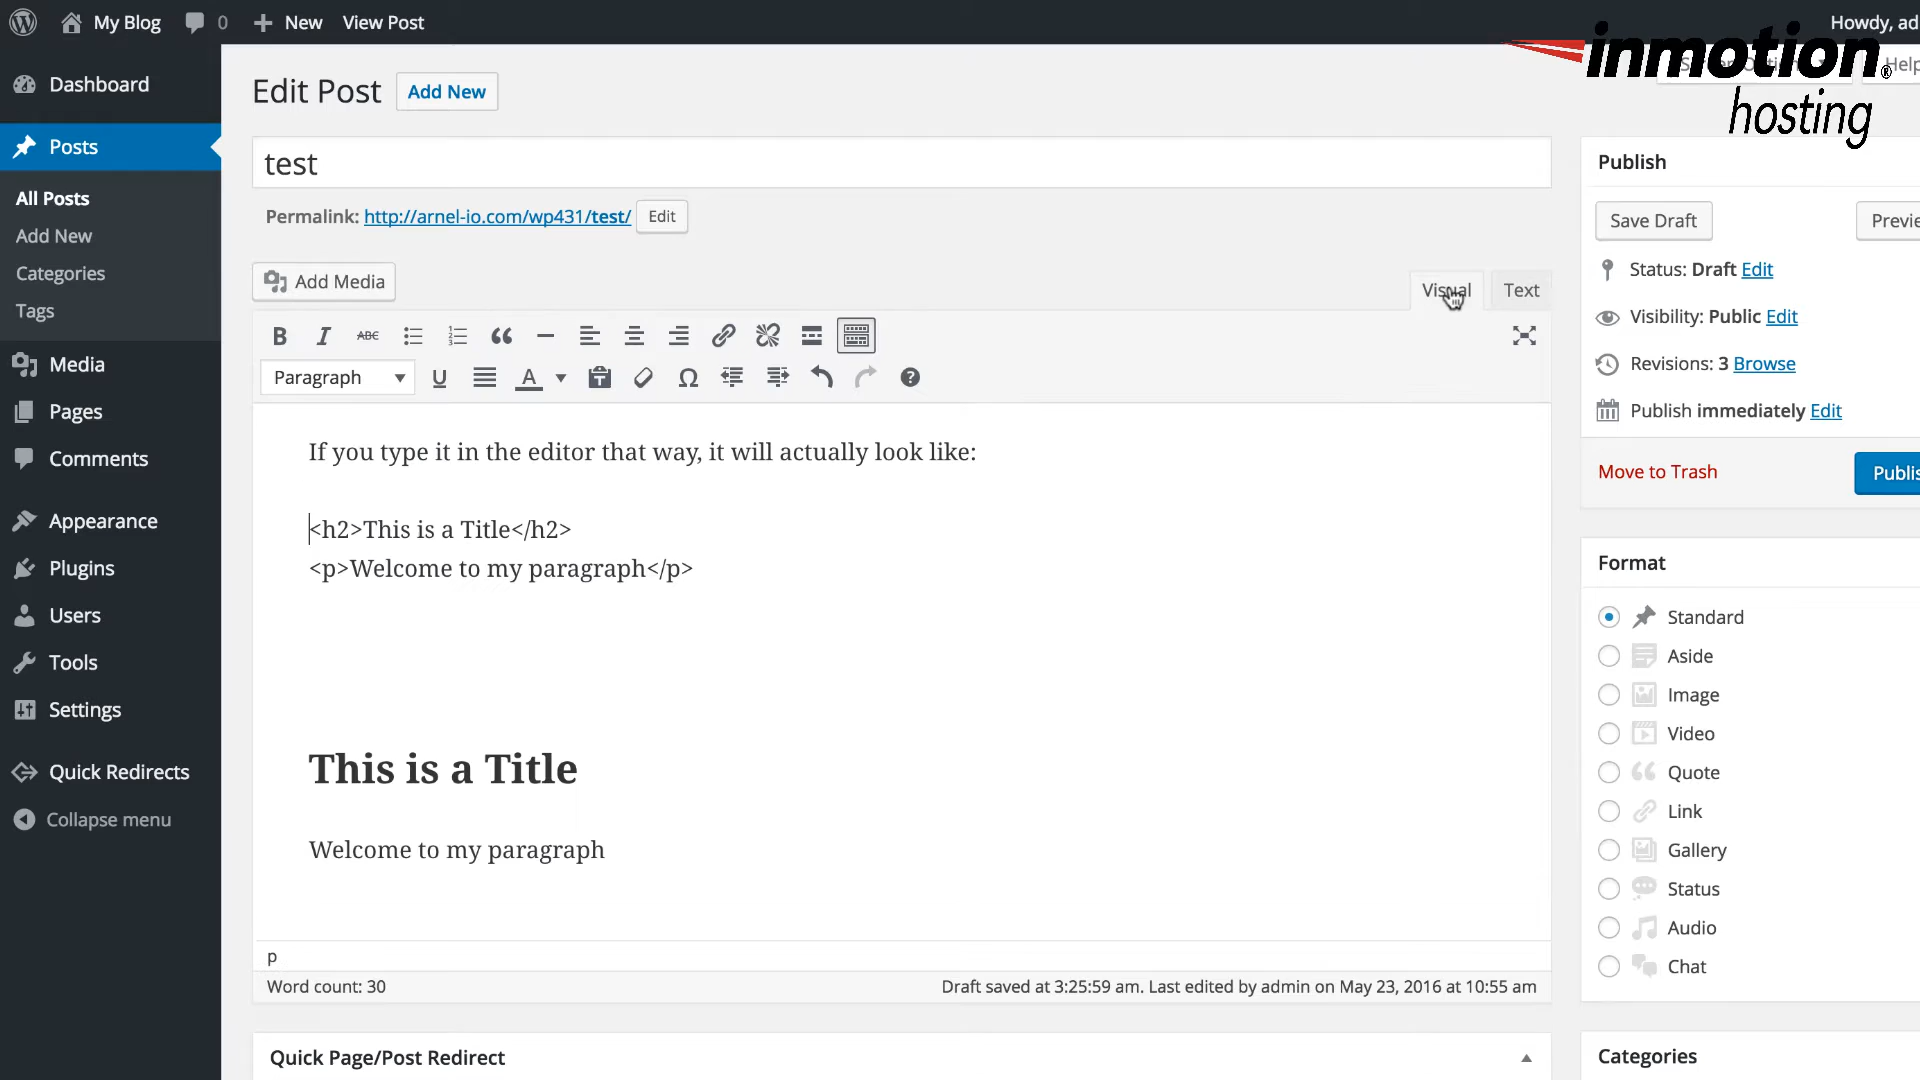 My Blog
0
New
View Post
Howdy, ad
inmotion®
hosting
Help
Dashboard
Posts
All Posts
Add New
Categories
Tags
Media
Pages
Comments
Appearance
Plugins
Users
Tools
Settings
Quick Redirects
Collapse menu
Edit Post
Add New
test
Permalink: http://arnel-io.com/wp431/test/ Edit
Add Media
Visual
Text
B I ABC
Paragraph
U A Ω
If you type it in the editor that way, it will actually look like:
<h2>This is a Title</h2>
<p>Welcome to my paragraph</p>
This is a Title
Welcome to my paragraph
p
Word count: 30
Draft saved at 3:25:59 am. Last edited by admin on May 23, 2016 at 10:55 am
Quick Page/Post Redirect
Publish
Save Draft
Previe
Status: Draft Edit
Visibility: Public Edit
Revisions: 3 Browse
Publish immediately Edit
Move to Trash
Publis
Format
Standard
Aside
Image
Video
Quote
Link
Gallery
Status
Audio
Chat
Categories